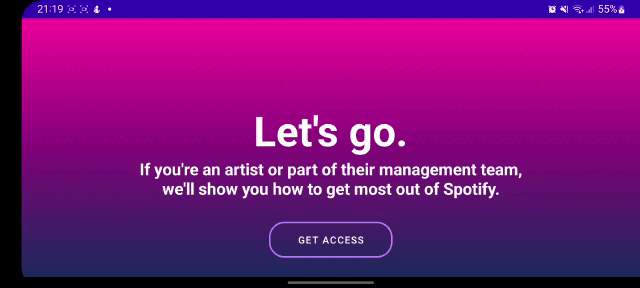 21:19 55%
Let's go.
If you're an artist or part of their management team,
we'll show you how to get most out of Spotify.
GET ACCESS